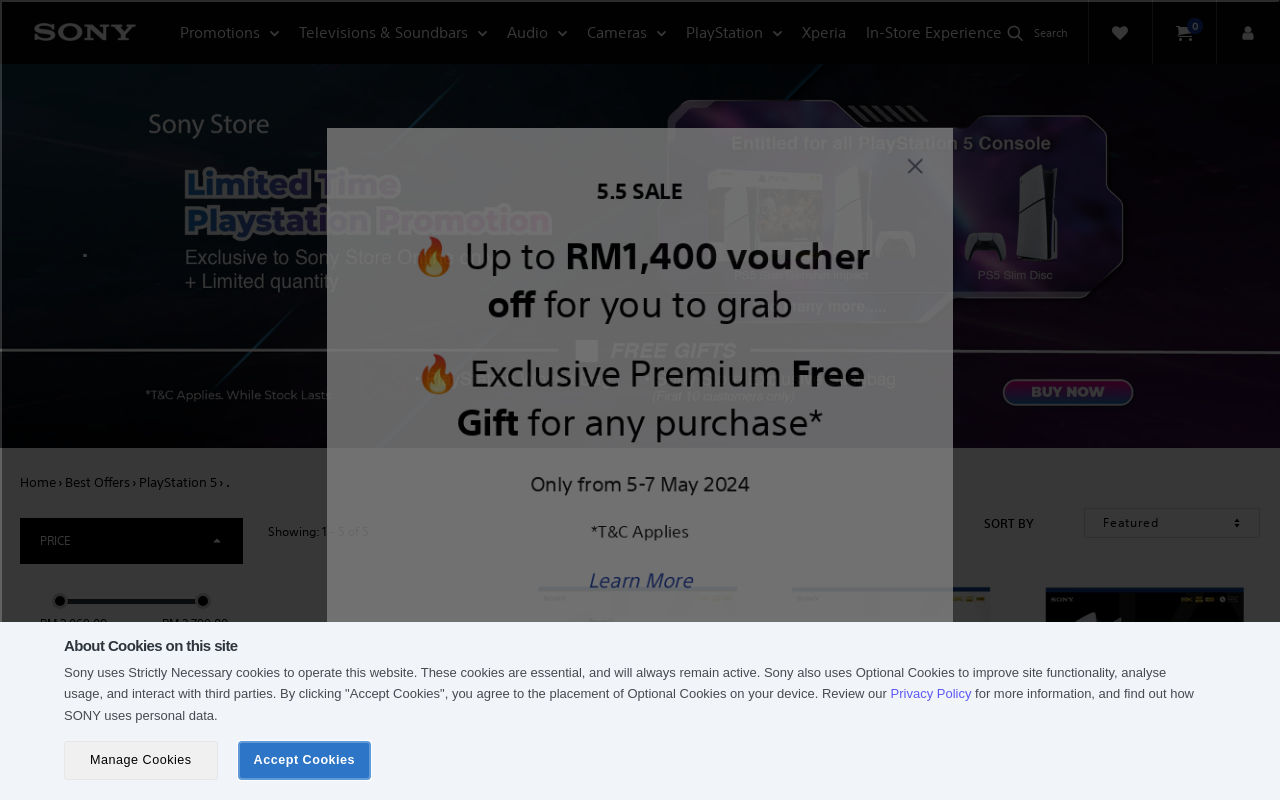 SONY
Promotions
Televisions & Soundbars
Audio
Cameras
PlayStation
Xperia
In-Store Experience
Search
0
Sony Store
Limited Time
Playstation Promotion
Exclusive to Sony Store
+ Limited quantity
*T&C Applies. While Stock Lasts
Entitled for all PlayStation 5 Console
PS5 Slim Disc
many more.....
FREE GIFTS
(First 10 customers only)
BUY NOW
5.5 SALE
🔥 Up to RM1,400 voucher
off for you to grab
🔥 Exclusive Premium Free
Gift for any purchase*
Only from 5-7 May 2024
*T&C Applies
Learn More
Home › Best Offers › PlayStation 5 › .
PRICE
Showing: 1 - 5 of 5
SORT BY
Featured
SONY
About Cookies on this site
Sony uses Strictly Necessary cookies to operate this website. These cookies are essential, and will always remain active. Sony also uses Optional Cookies to improve site functionality, analyse
usage, and interact with third parties. By clicking "Accept Cookies", you agree to the placement of Optional Cookies on your device. Review our Privacy Policy for more information, and find out how
SONY uses personal data.
Manage Cookies
Accept Cookies